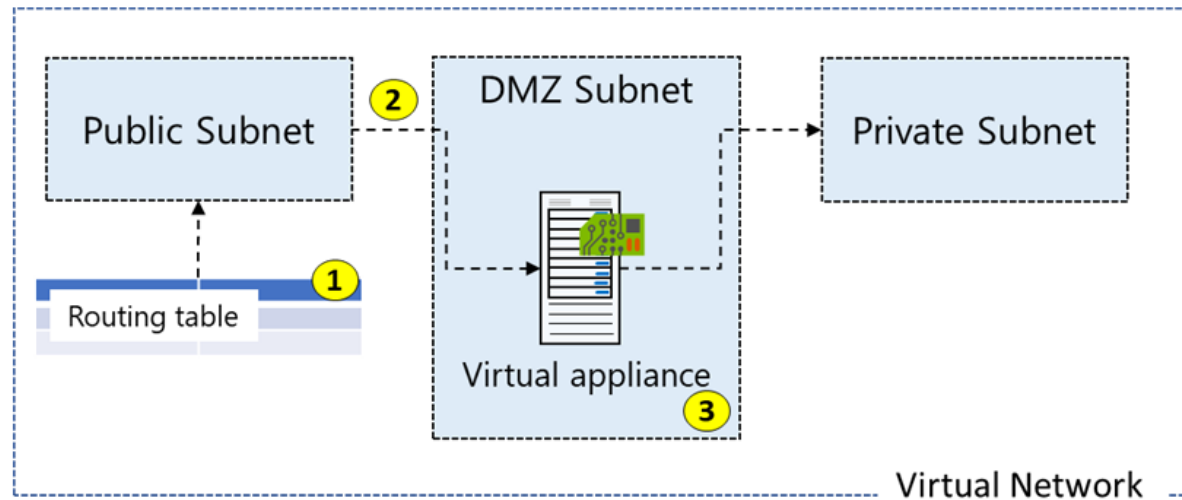 Public Subnet
2
DMZ Subnet
Private Subnet
1
Routing table
Virtual appliance
3
Virtual Network